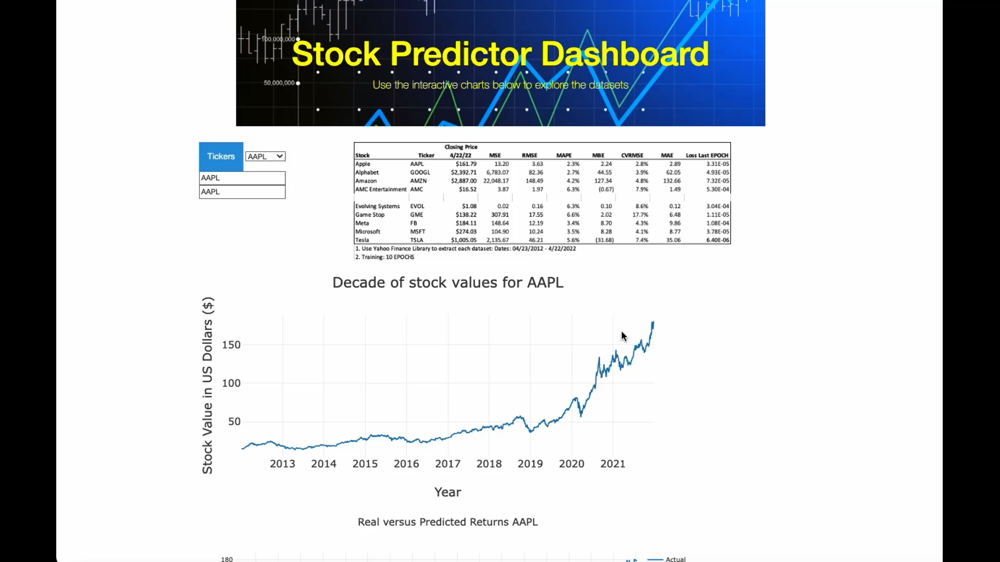 100,000,000
Stock Predictor Dashboard
50,000,000
Use the interactive charts below to explore the datasets
Tickers AAPL
AAPL
AAPL
Closing Price
Stock Ticker 4/22/22 MSE RMSE MAPE MBE CVRMSE MAE Loss Last EPOCH
Apple AAPL $161.79 13.20 3.63 2.3% 2.24 2.8% 2.89 3.31E-05
Alphabet GOOGL $2,392.71 6,783.07 82.36 2.7% 44.55 3.9% 62.05 4.93E-05
Amazon AMZN $2,887.00 22,048.17 148.49 4.2% 127.34 4.8% 132.66 7.32E-05
AMC Entertainment AMC $16.52 3.87 1.97 6.3% (0.67) 7.9% 1.49 5.30E-04
Evolving Systems EVOL $1.08 0.02 0.16 6.3% 0.10 8.6% 0.12 3.04E-04
Game Stop GME $138.22 307.91 17.55 6.6% 2.02 17.7% 6.48 1.11E-05
Meta FB $184.11 148.64 12.19 3.4% 8.70 4.3% 9.86 1.08E-04
Microsoft MSFT $274.03 104.90 10.24 3.5% 8.28 4.1% 8.77 3.78E-05
Tesla TSLA $1,005.05 2,135.67 46.21 5.6% (31.68) 7.4% 35.06 6.40E-06
1. Use Yahoo Finance Library to extract each dataset: Dates: 04/23/2012 - 4/22/2022
2. Training: 10 EPOCHS
Decade of stock values for AAPL
Stock Value in US Dollars ($)
150
100
50
2013 2014 2015 2016 2017 2018 2019 2020 2021
Year
Real versus Predicted Returns AAPL
180
Actual